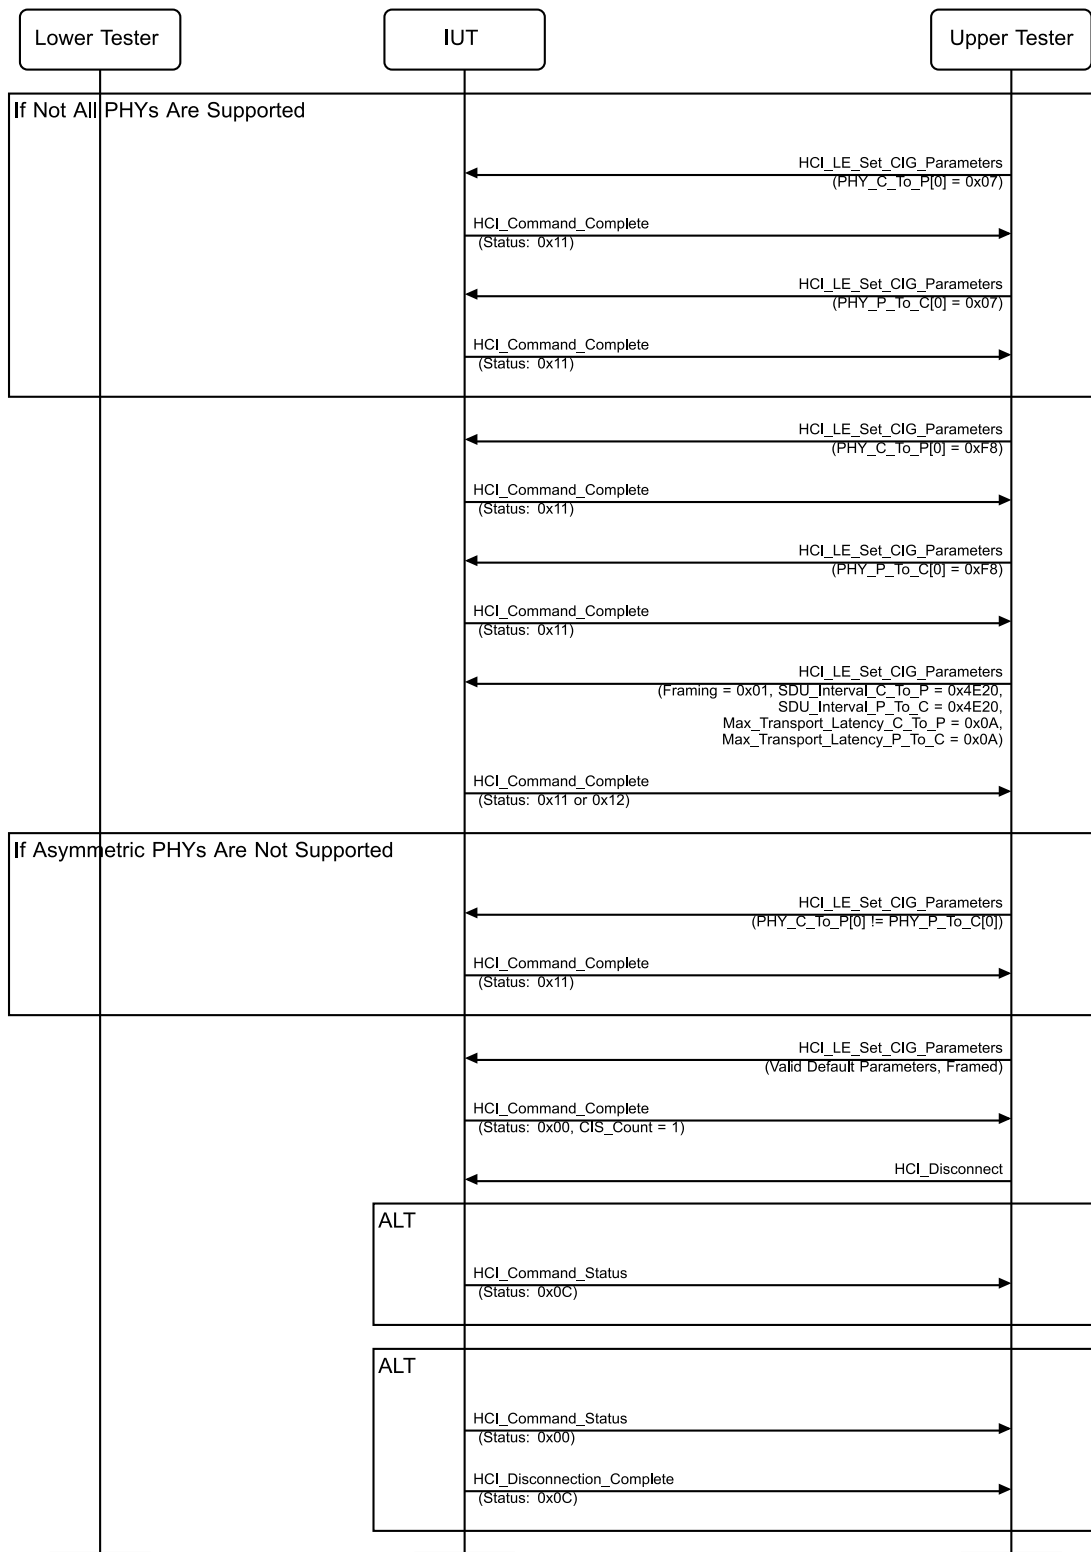 Lower Tester
IUT
Upper Tester
If Not All PHYs Are Supported
HCI_LE_Set_CIG_Parameters
(PHY_C_To_P[0] = 0x07)
HCI_Command_Complete
(Status: 0x11)
HCI_LE_Set_CIG_Parameters
(PHY_P_To_C[0] = 0x07)
HCI_Command_Complete
(Status: 0x11)
HCI_LE_Set_CIG_Parameters
(PHY_C_To_P[0] = 0xF8)
HCI_Command_Complete
(Status: 0x11)
HCI_LE_Set_CIG_Parameters
(PHY_P_To_C[0] = 0xF8)
HCI_Command_Complete
(Status: 0x11)
HCI_LE_Set_CIG_Parameters
(Framing = 0x01, SDU_Interval_C_To_P = 0x4E20,
SDU_Interval_P_To_C = 0x4E20,
Max_Transport_Latency_C_To_P = 0x0A,
Max_Transport_Latency_P_To_C = 0x0A)
HCI_Command_Complete
(Status: 0x11 or 0x12)
If Asymmetric PHYs Are Not Supported
HCI_LE_Set_CIG_Parameters
(PHY_C_To_P[0] != PHY_P_To_C[0])
HCI_Command_Complete
(Status: 0x11)
HCI_LE_Set_CIG_Parameters
(Valid Default Parameters, Framed)
HCI_Command_Complete
(Status: 0x00, CIS_Count = 1)
HCI_Disconnect
ALT
HCI_Command_Status
(Status: 0x0C)
ALT
HCI_Command_Status
(Status: 0x00)
HCI_Disconnection_Complete
(Status: 0x0C)